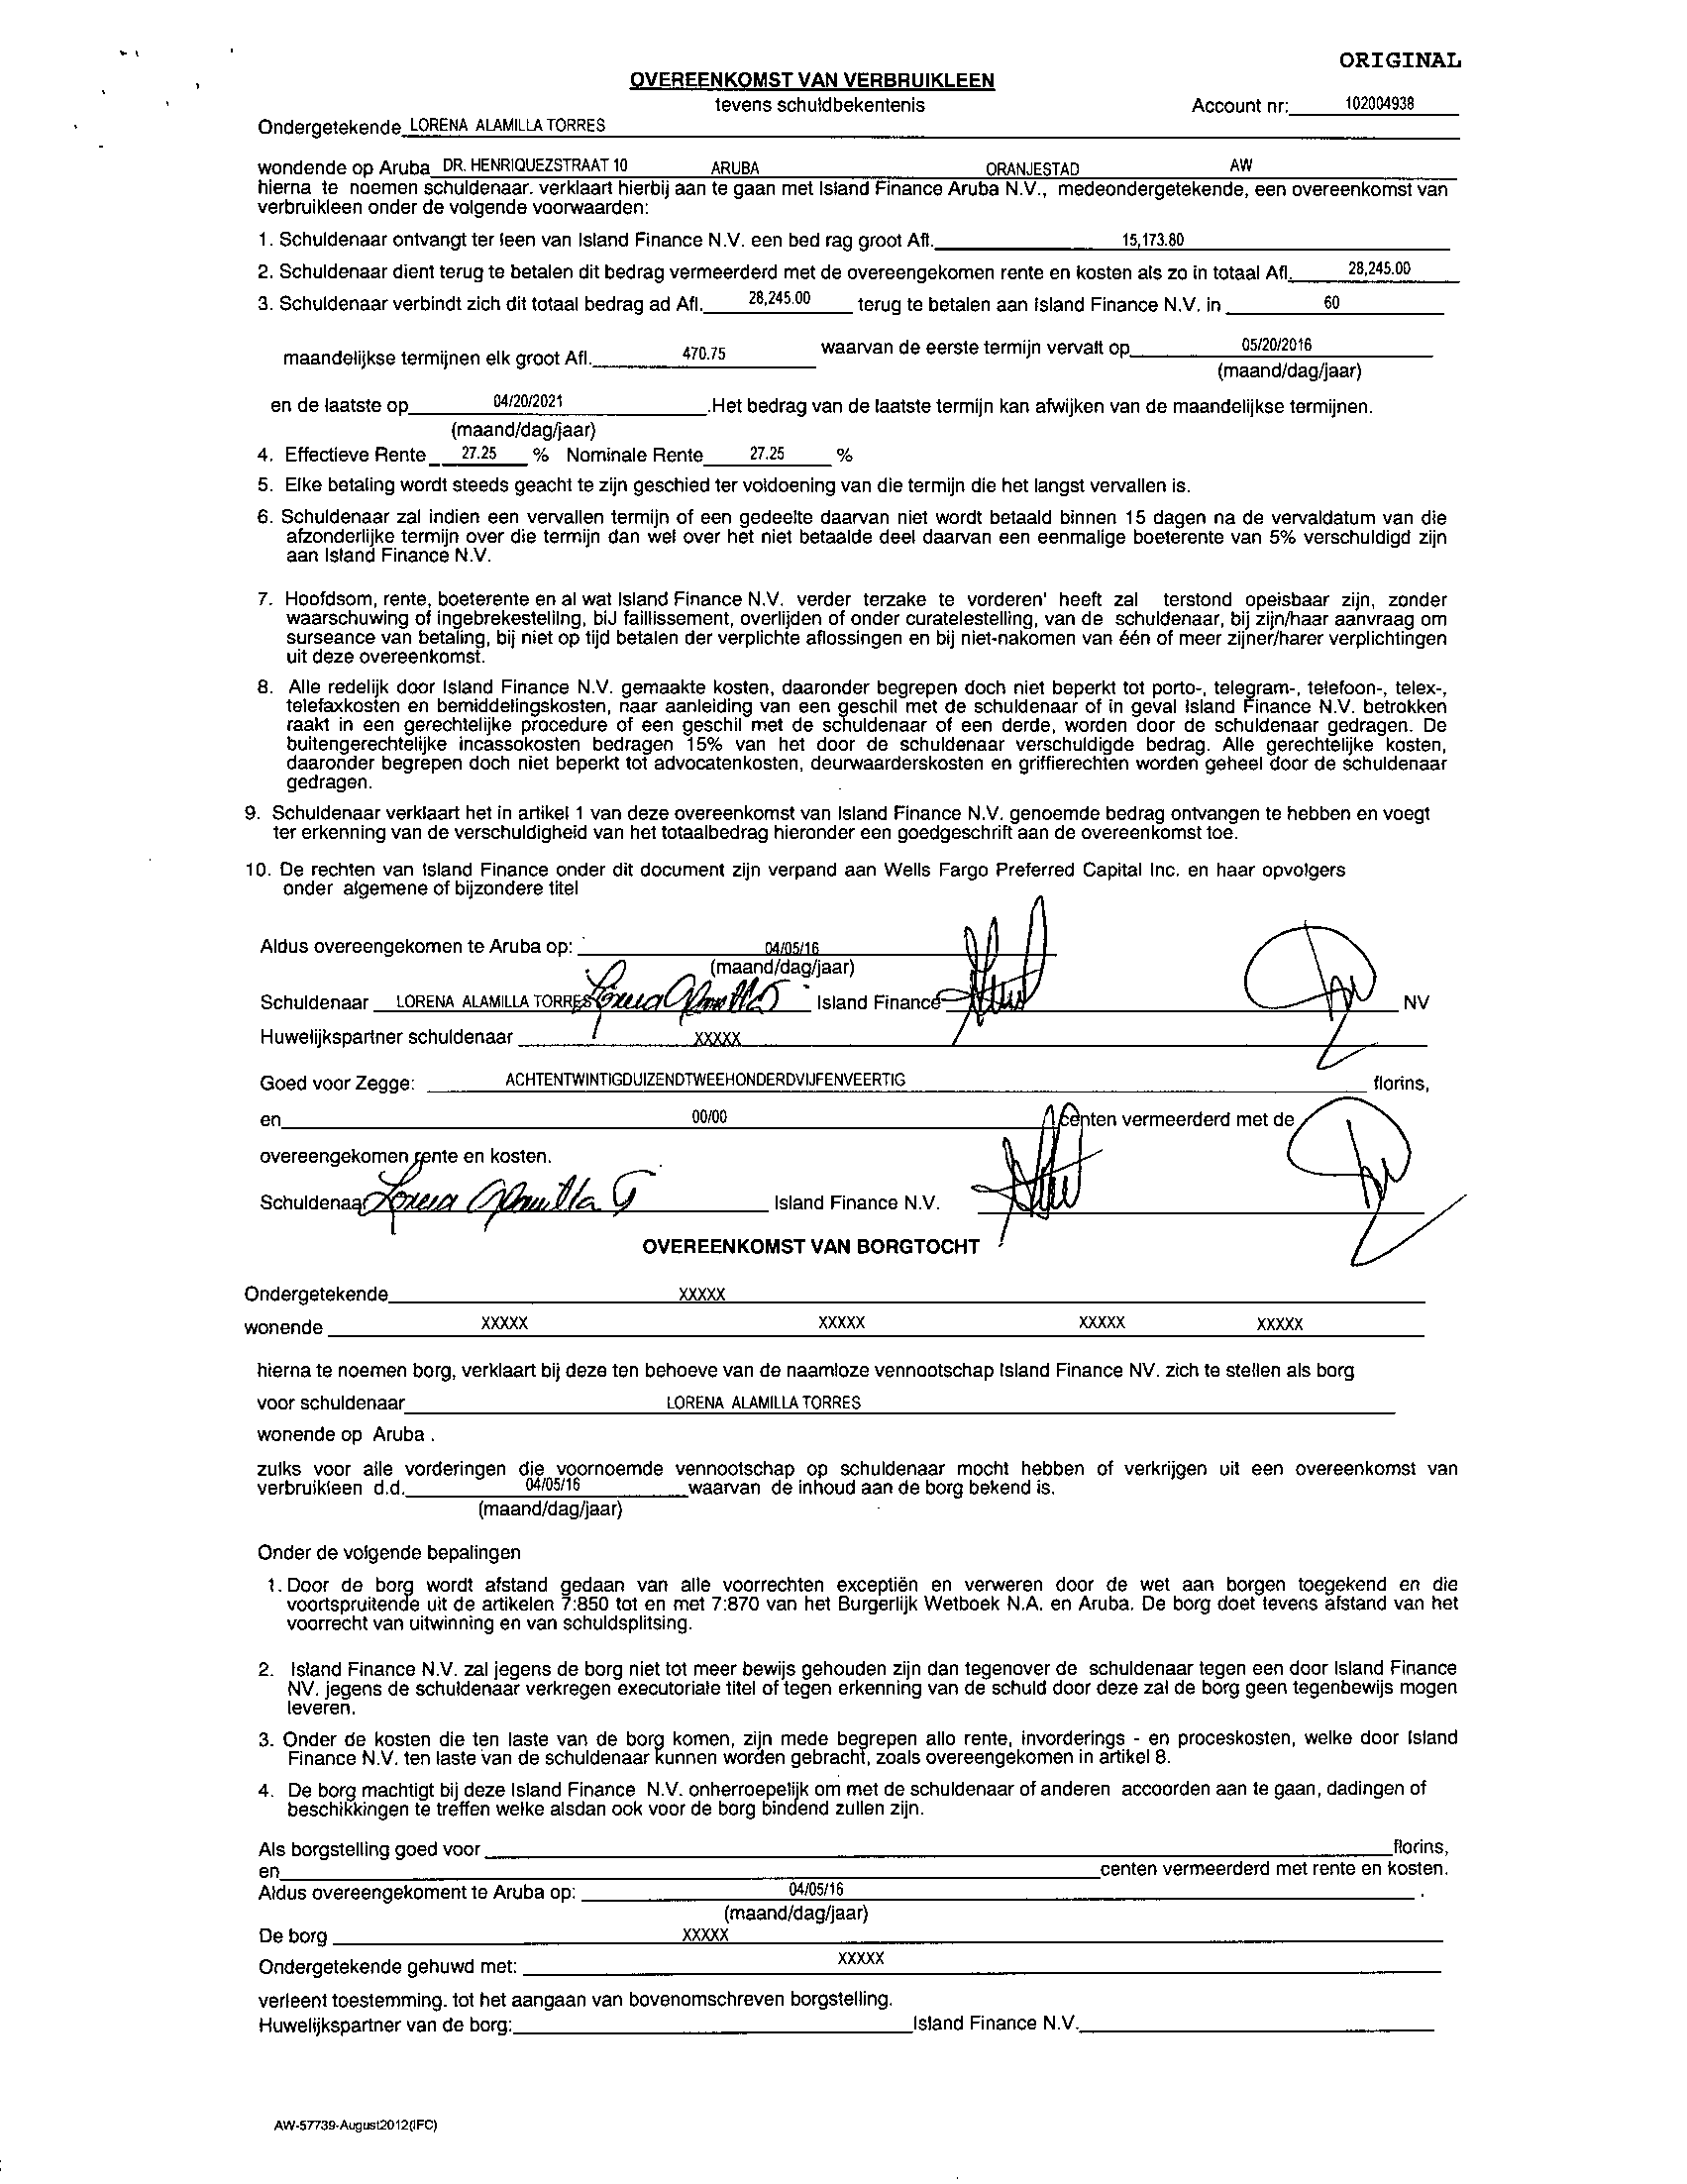 ORIGINAL
OVEREENKOMST VAN VERBRUIKLEEN
tevens schuldbekentenis Account nr: 102004938
Ondergetekende LORENA ALAMILLA TORRES
wondende op Aruba DR. HENRIQUEZSTRAAT 10 ARUBA ORANJESTAD AW
hierna te noemen schuldenaar. verklaart hierbij aan te gaan met Island Finance Aruba N.V., medeondergetekende, een overeenkomst van
verbruikleen onder de volgende voorwaarden:
1. Schuldenaar ontvangt ter leen van Island Finance N.V. een bed rag groot Afl. 15,173.80
2. Schuldenaar dient terug te betalen dit bedrag vermeerderd met de overeengekomen rente en kosten als zo in totaal Afl. 28,245.00
3. Schuldenaar verbindt zich dit totaal bedrag ad Afl. 28,245.00 terug te betalen aan Island Finance N.V. in 60
maandelijkse termijnen elk groot Afl. 470.75 waarvan de eerste termijn vervalt op 05/20/2016
(maand/dag/jaar)
en de laatste op 04/20/2021 .Het bedrag van de laatste termijn kan afwijken van de maandelijkse termijnen.
(maand/dag/jaar)
4. Effectieve Rente 27.25 % Nominale Rente 27.25 %
5. Elke betaling wordt steeds geacht te zijn geschied ter voldoening van die termijn die het langst vervallen is.
6. Schuldenaar zal indien een vervallen termijn of een gedeelte daarvan niet wordt betaald binnen 15 dagen na de vervaldatum van die
afzonderlijke termijn over die termijn dan wel over het niet betaalde deel daarvan een eenmalige boeterente van 5% verschuldigd zijn
aan Island Finance N.V.
7. Hoofdsom, rente, boeterente en al wat Island Finance N.V. verder terzake te vorderen' heeft zal terstond opeisbaar zijn, zonder
waarschuwing of ingebrekestelilng, biJ faillissement, overlijden of onder curatelestelling, van de schuldenaar, bij zijn/haar aanvraag om
surseance van betaling, bij niet op tijd betalen der verplichte aflossingen en bij niet-nakomen van één of meer zijner/harer verplichtingen
uit deze overeenkomst.
8. Alle redelijk door Island Finance N.V. gemaakte kosten, daaronder begrepen doch niet beperkt tot porto-, telegram-, telefoon-, telex-,
telefaxkosten en bemiddelingskosten, naar aanleiding van een geschil met de schuldenaar of in geval Island Finance N.V. betrokken
raakt in een gerechtelijke procedure of een geschil met de schuldenaar of een derde, worden door de schuldenaar gedragen. De
buitengerechtelijke incassokosten bedragen 15% van het door de schuldenaar verschuldigde bedrag. Alle gerechtelijke kosten,
daaronder begrepen doch niet beperkt tot advocatenkosten, deurwaarderskosten en griffierechten worden geheel door de schuldenaar
gedragen.
9. Schuldenaar verklaart het in artikel 1 van deze overeenkomst van Island Finance N.V. genoemde bedrag ontvangen te hebben en voegt
ter erkenning van de verschuldigheid van het totaalbedrag hieronder een goedgeschrift aan de overeenkomst toe.
10. De rechten van Island Finance onder dit document zijn verpand aan Wells Fargo Preferred Capital Inc. en haar opvolgers
onder algemene of bijzondere titel
Aldus overeengekomen te Aruba op: 04/05/16
(maand/dag/jaar)
Schuldenaar LORENA ALAMILLA TORRES Lorena Alamilla T Island Finance NV
Huwelijkspartner schuldenaar XXXXX
Goed voor Zegge: ACHTENTWINTIGDUIZENDTWEEHONDERDVIJFENVEERTIG florins,
en 00/00 centen vermeerderd met de
overeengekomen rente en kosten.
Schuldenaar Lorena Alamilla T Island Finance N.V.
OVEREENKOMST VAN BORGTOCHT
Ondergetekende XXXXX
wonende XXXXX XXXXX XXXXX XXXXX
hierna te noemen borg, verklaart bij deze ten behoeve van de naamloze vennootschap Island Finance NV. zich te stellen als borg
voor schuldenaar LORENA ALAMILLA TORRES
wonende op Aruba .
zulks voor alle vorderingen die voornoemde vennootschap op schuldenaar mocht hebben of verkrijgen uit een overeenkomst van
verbruikleen d.d. 04/05/16 waarvan de inhoud aan de borg bekend is.
(maand/dag/jaar)
Onder de volgende bepalingen
1. Door de borg wordt afstand gedaan van alle voorrechten exceptiën en verweren door de wet aan borgen toegekend en die
voortspruitende uit de artikelen 7:850 tot en met 7:870 van het Burgerlijk Wetboek N.A. en Aruba. De borg doet tevens afstand van het
voorrecht van uitwinning en van schuldsplitsing.
2. Island Finance N.V. zal jegens de borg niet tot meer bewijs gehouden zijn dan tegenover de schuldenaar tegen een door Island Finance
NV. jegens de schuldenaar verkregen executoriale titel of tegen erkenning van de schuld door deze zal de borg geen tegenbewijs mogen
leveren.
3. Onder de kosten die ten laste van de borg komen, zijn mede begrepen allo rente, invorderings - en proceskosten, welke door Island
Finance N.V. ten laste van de schuldenaar kunnen worden gebracht, zoals overeengekomen in artikel 8.
4. De borg machtigt bij deze Island Finance N.V. onherroepelijk om met de schuldenaar of anderen accoorden aan te gaan, dadingen of
beschikkingen te treffen welke alsdan ook voor de borg bindend zullen zijn.
Als borgstelling goed voor florins,
en centen vermeerderd met rente en kosten.
Aldus overeengekoment te Aruba op: 04/05/16 .
(maand/dag/jaar)
De borg XXXXX
Ondergetekende gehuwd met: XXXXX
verleent toestemming. tot het aangaan van bovenomschreven borgstelling.
Huwelijkspartner van de borg: Island Finance N.V.
AW-57739-August2012(IFC)